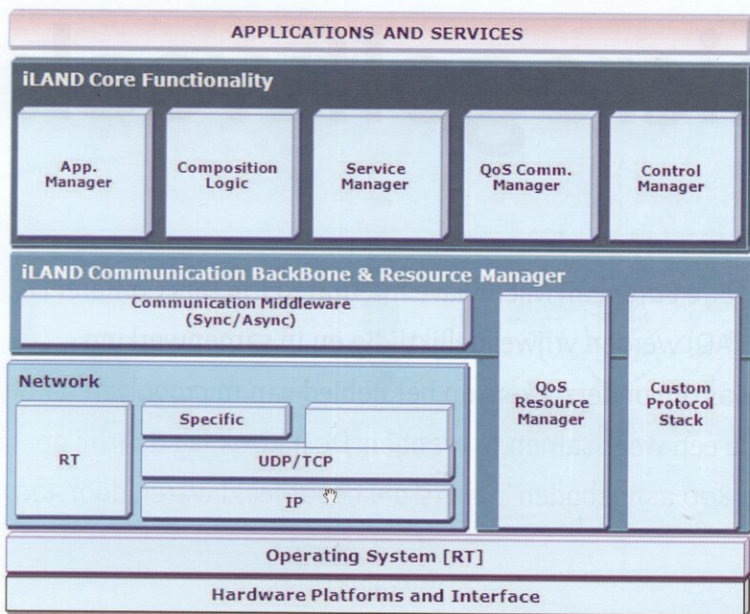 APPLICATIONS AND SERVICES
iLAND Core Functionality
App.
Manager
Composition
Logic
Service
Manager
QoS Comm.
Manager
Control
Manager
iLAND Communication BackBone & Resource Manager
Communication Middleware
(Sync/Async)
Network
RT
Specific
UDP/TCP
IP
QoS
Resource
Manager
Custom
Protocol
Stack
Operating System [RT]
Hardware Platforms and Interface